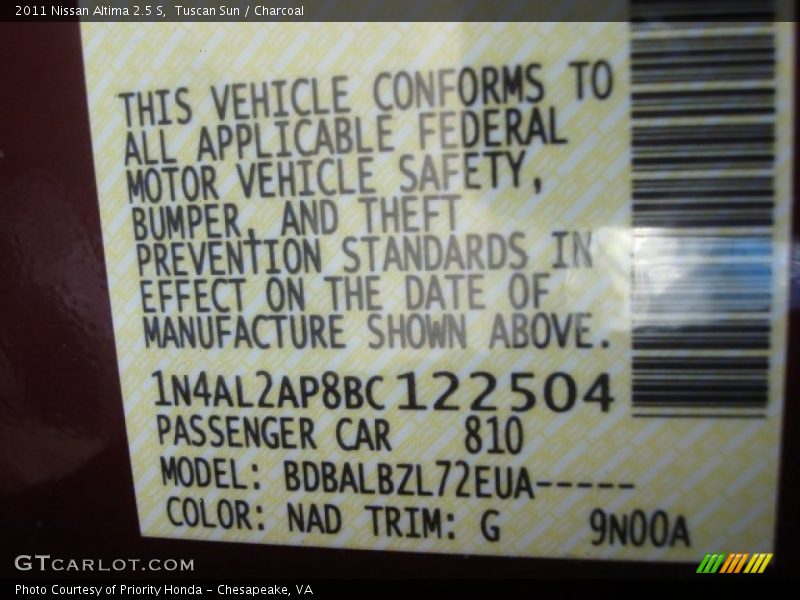 2011 Nissan Altima 2.5 S,  Tuscan Sun / Charcoal
THIS VEHICLE CONFORMS TO
ALL APPLICABLE FEDERAL
MOTOR VEHICLE SAFETY,
BUMPER, AND THEFT
PREVENTION STANDARDS IN
EFFECT ON THE DATE OF
MANUFACTURE SHOWN ABOVE.
1N4AL2AP8BC122504
PASSENGER CAR 810
MODEL: BDBALBZL72EUA-----
COLOR: NAD TRIM: G 9N00A
GTCARLOT.COM
Photo Courtesy of Priority Honda - Chesapeake, VA